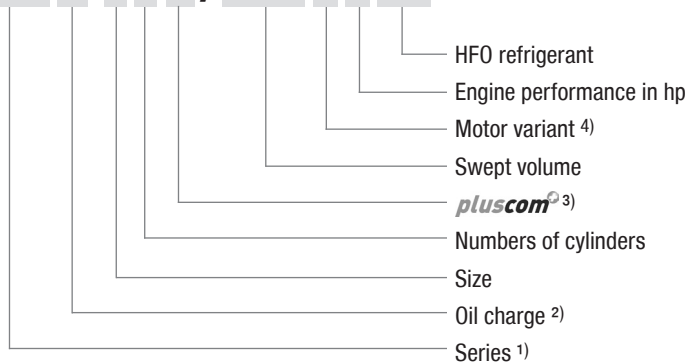 HFO refrigerant
Engine performance in hp
Motor variant 4)
Swept volume
pluscom 3)
Numbers of cylinders
Size
Oil charge 2)
Series 1)